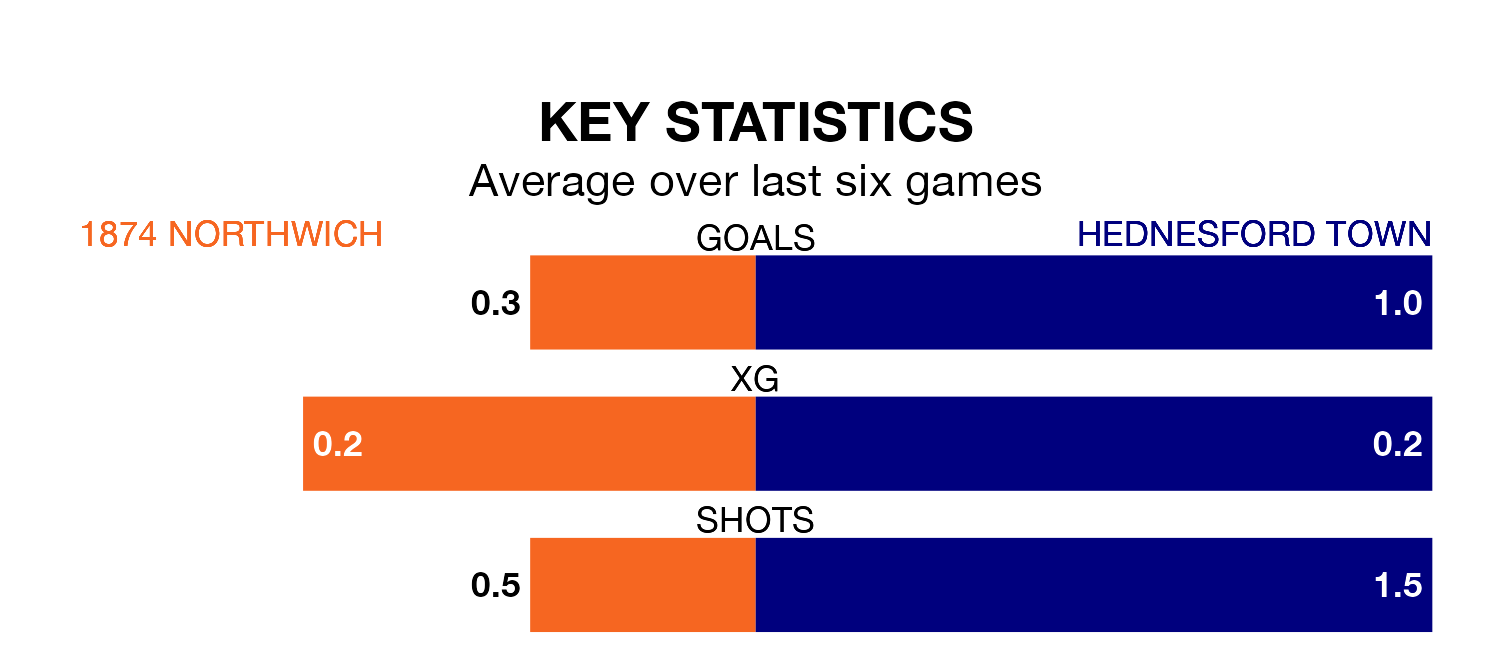 KEY STATISTICS
Average over last six games
1874 NORTHWICH
GOALS
HEDNESFORD TOWN
0.3
1.0
XG
0.2
0.2
SHOTS
0.5
1.5